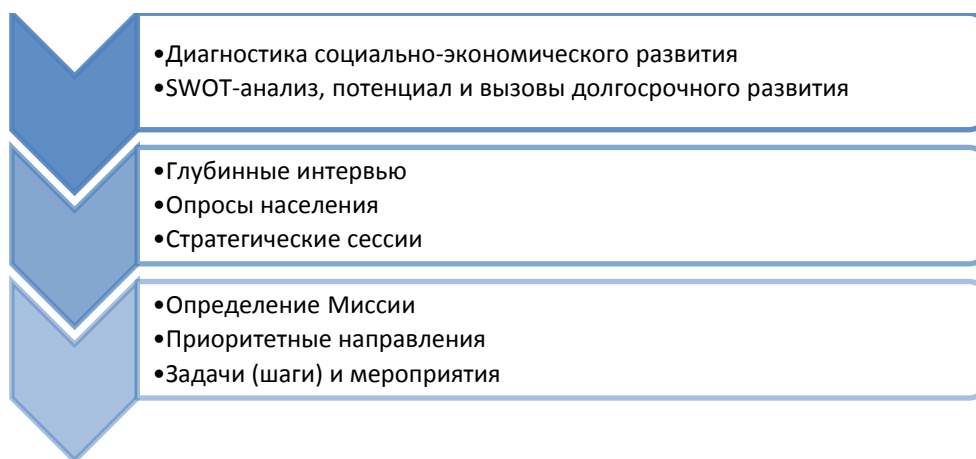 •Диагностика социально-экономического развития
•SWOT-анализ, потенциал и вызовы долгосрочного развития
•Глубинные интервью
•Опросы населения
•Стратегические сессии
•Определение Миссии
•Приоритетные направления
•Задачи (шаги) и мероприятия